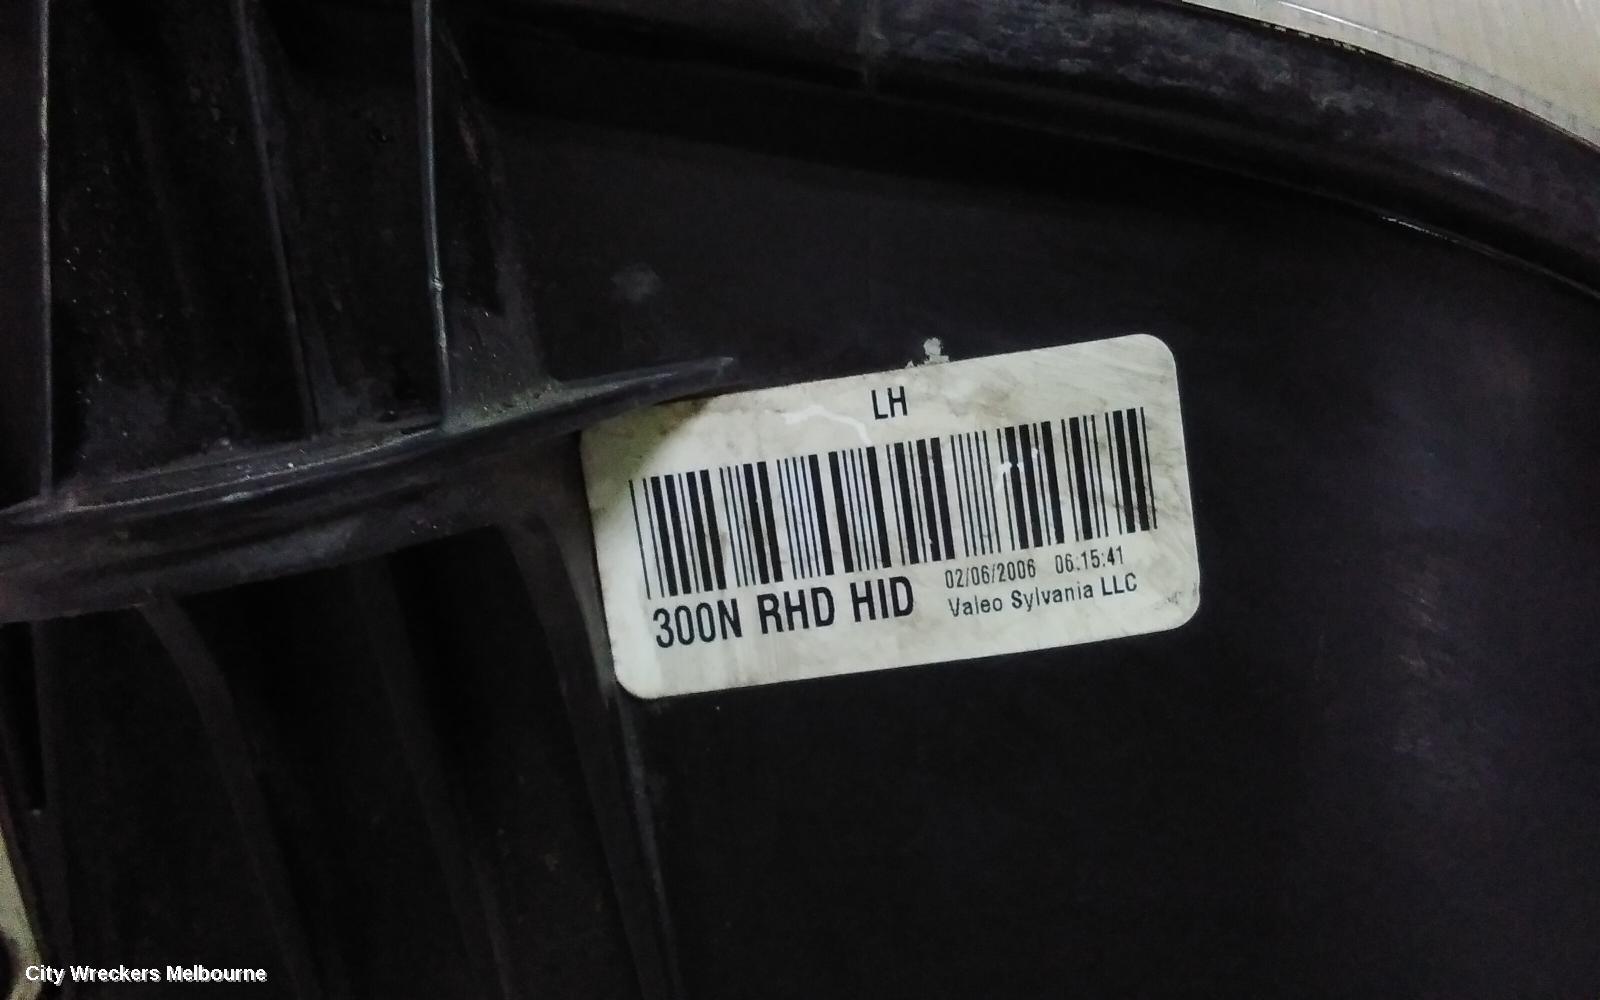 LH
300N RHD HID
02/06/2006 06:15:41
Valeo Sylvania LLC
City Wreckers Melbourne